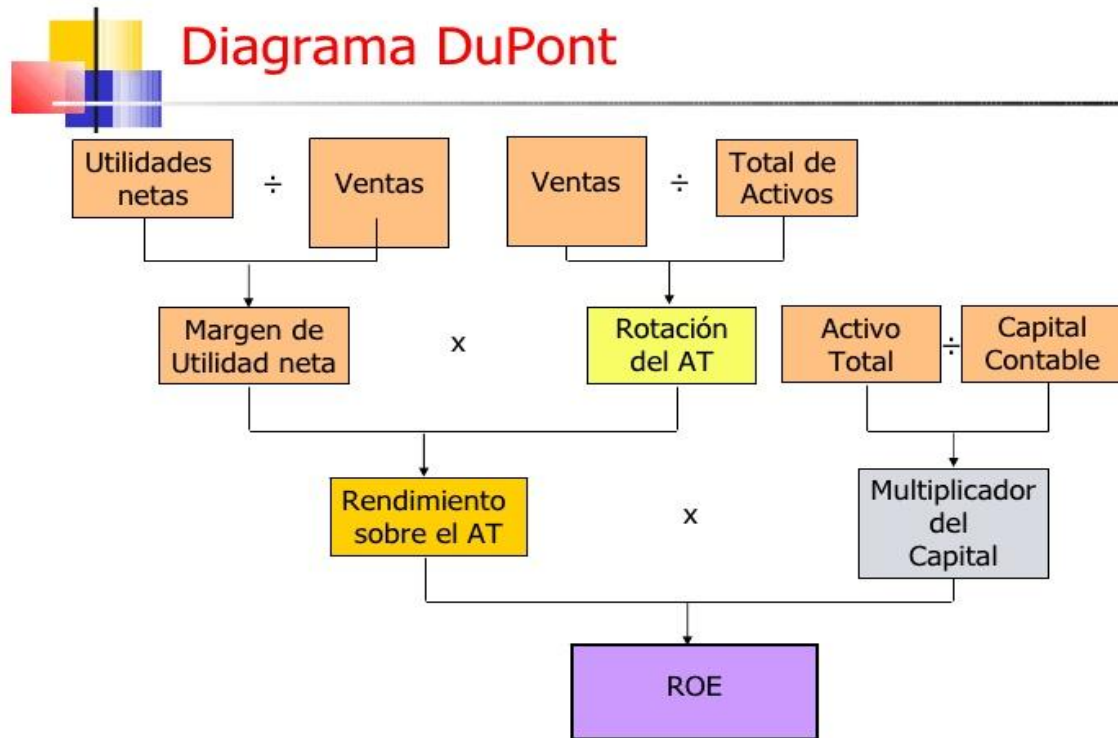 Diagrama DuPont
Utilidades
netas
÷
Ventas
Ventas
÷
Total de
Activos
Margen de
Utilidad neta
x
Rotación
del AT
Activo
Total
÷
Capital
Contable
Rendimiento
sobre el AT
x
Multiplicador
del
Capital
ROE